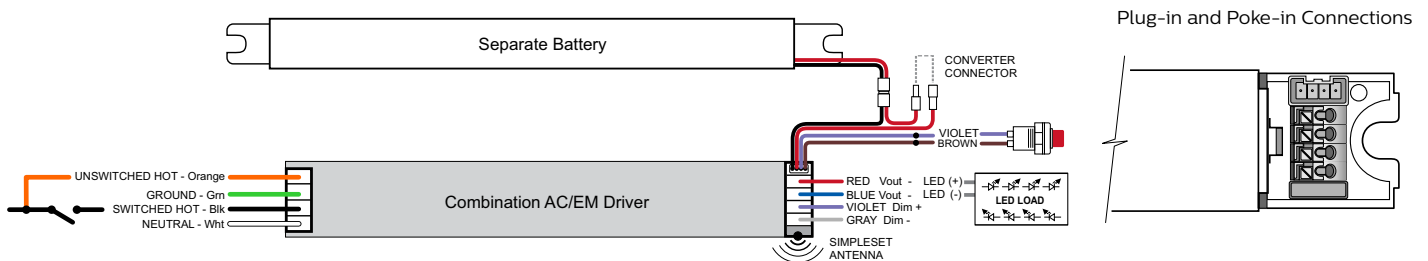 Plug-in and Poke-in Connections
Separate Battery
CONVERTER
CONNECTOR
VIOLET
BROWN
UNSWITCHED HOT - Orange
GROUND - Grn
SWITCHED HOT - Blk
NEUTRAL - Wht
Combination AC/EM Driver
RED Vout - LED (+)
BLUE Vout - LED (-)
VIOLET Dim +
GRAY Dim -
LED LOAD
SIMPLESET
ANTENNA